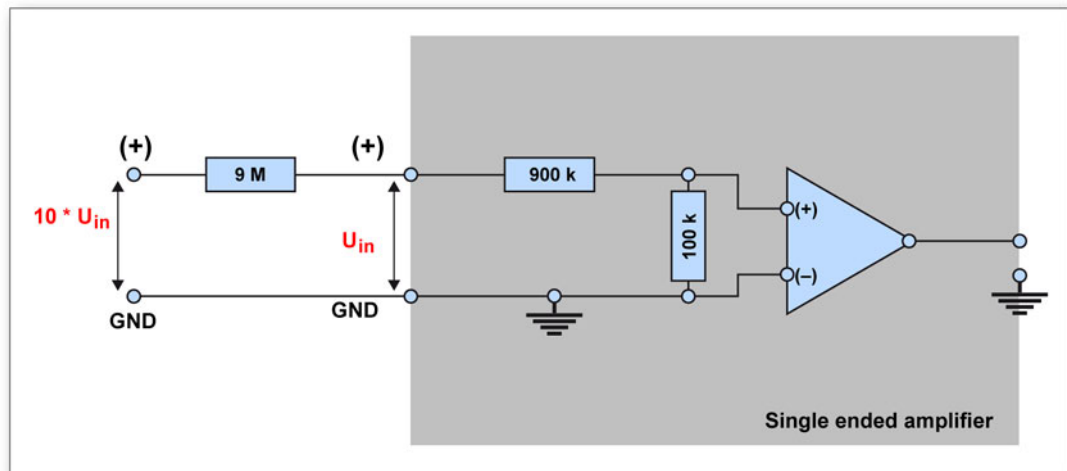 (+)
9 M
(+)
900 k
10 * Uin
Uin
100 k
(+)
(–)
GND
GND
Single ended amplifier